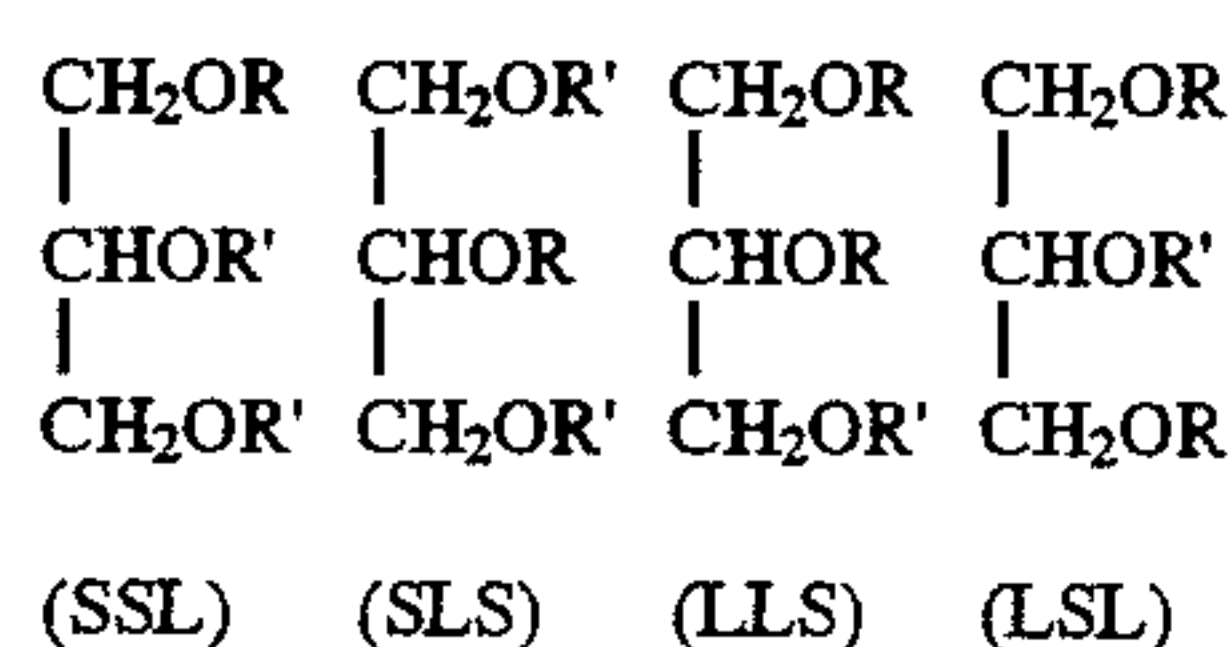 CH₂OR CH₂OR' CH₂OR CH₂OR
CHOR' CHOR CHOR CHOR'
CH₂OR' CH₂OR' CH₂OR' CH₂OR
(SSL) (SLS) (LLS) (LSL)